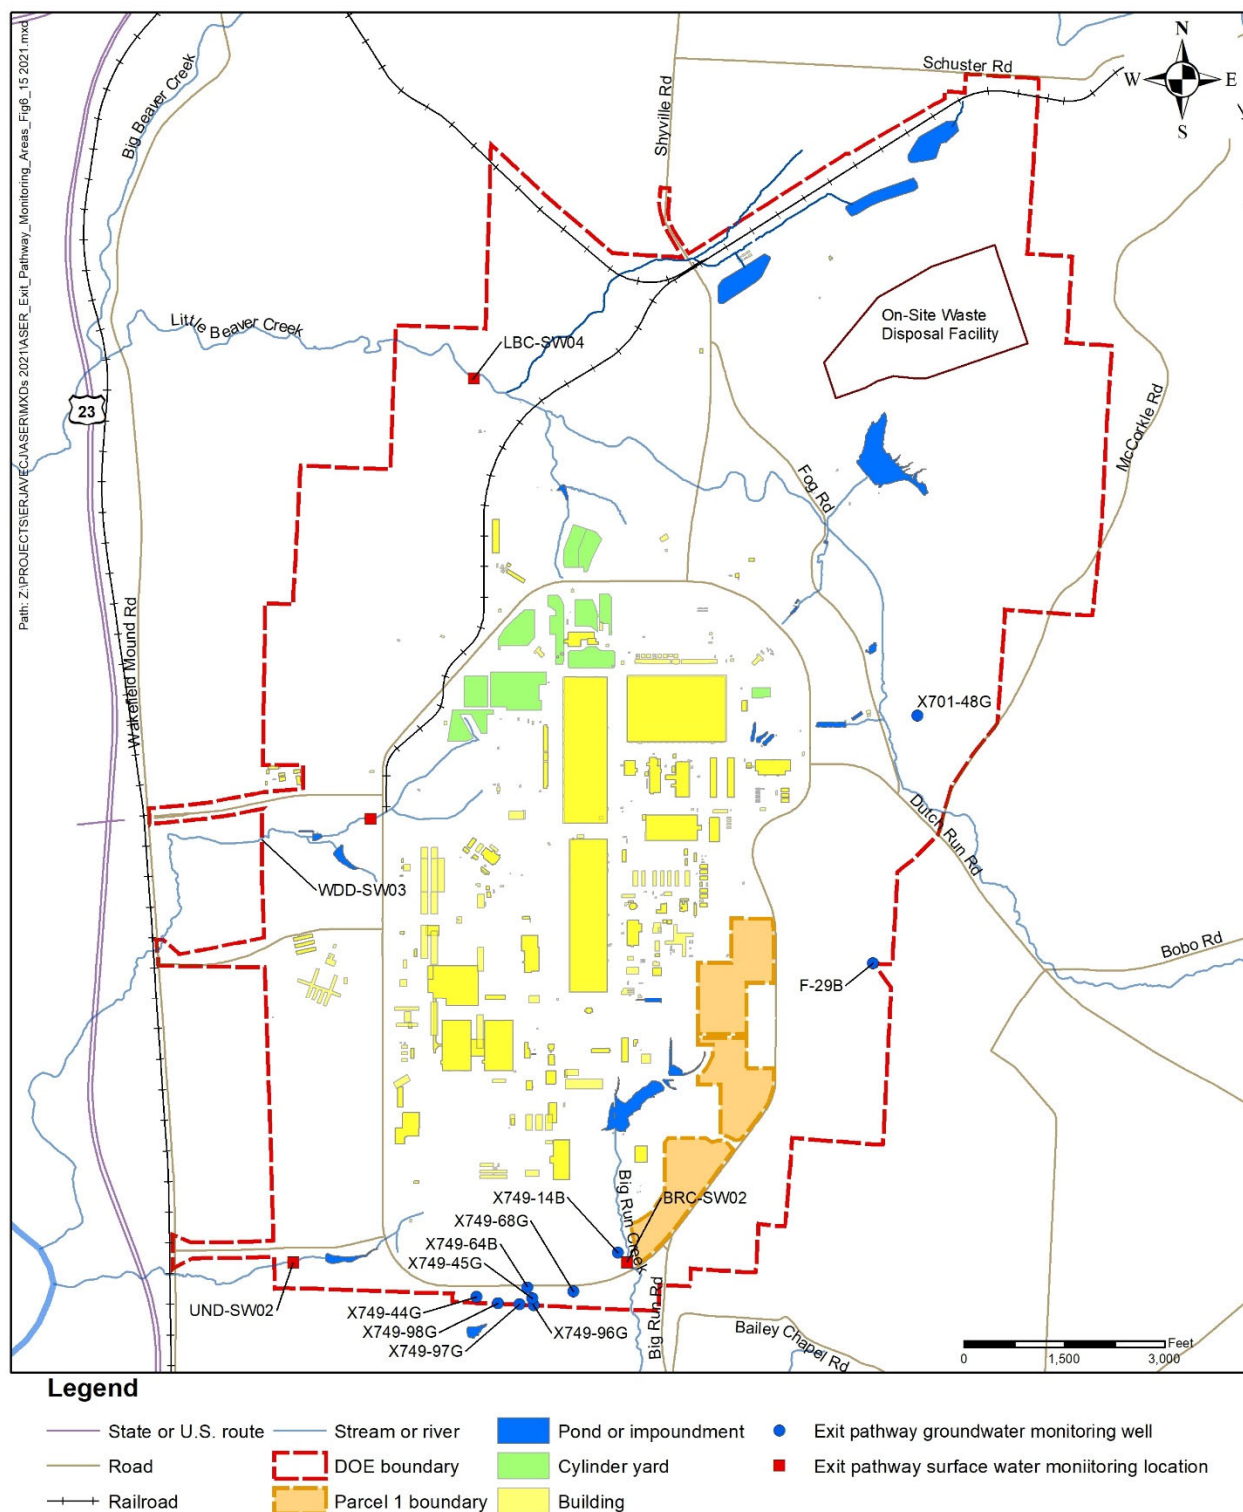 Path: Z:\PROJECTS\ERJAVECJ\ASER\MXDs 2021\ASER_Exit_Pathway_Monitoring_Areas_Fig6_15 2021.mxd
N
W
E
S
Schuster Rd
Shyville Rd
Big Beaver Creek
Little Beaver Creek
LBC-SW04
On-Site Waste
Disposal Facility
23
McCorkle Rd
Fog Rd
Wakefield Mound Rd
X701-48G
Dutch Run Rd
WDD-SW03
Bobo Rd
F-29B
X749-14B
Big Run Creek
BRC-SW02
X749-68G
X749-64B
X749-45G
UND-SW02
X749-44G
X749-98G
X749-97G
X749-96G
Big Run Rd
Bailey Chapel Rd
Feet
0
1,500
3,000
Legend
State or U.S. route
Stream or river
Pond or impoundment
Exit pathway groundwater monitoring well
Road
DOE boundary
Cylinder yard
Exit pathway surface water moniitoring location
Railroad
Parcel 1 boundary
Building